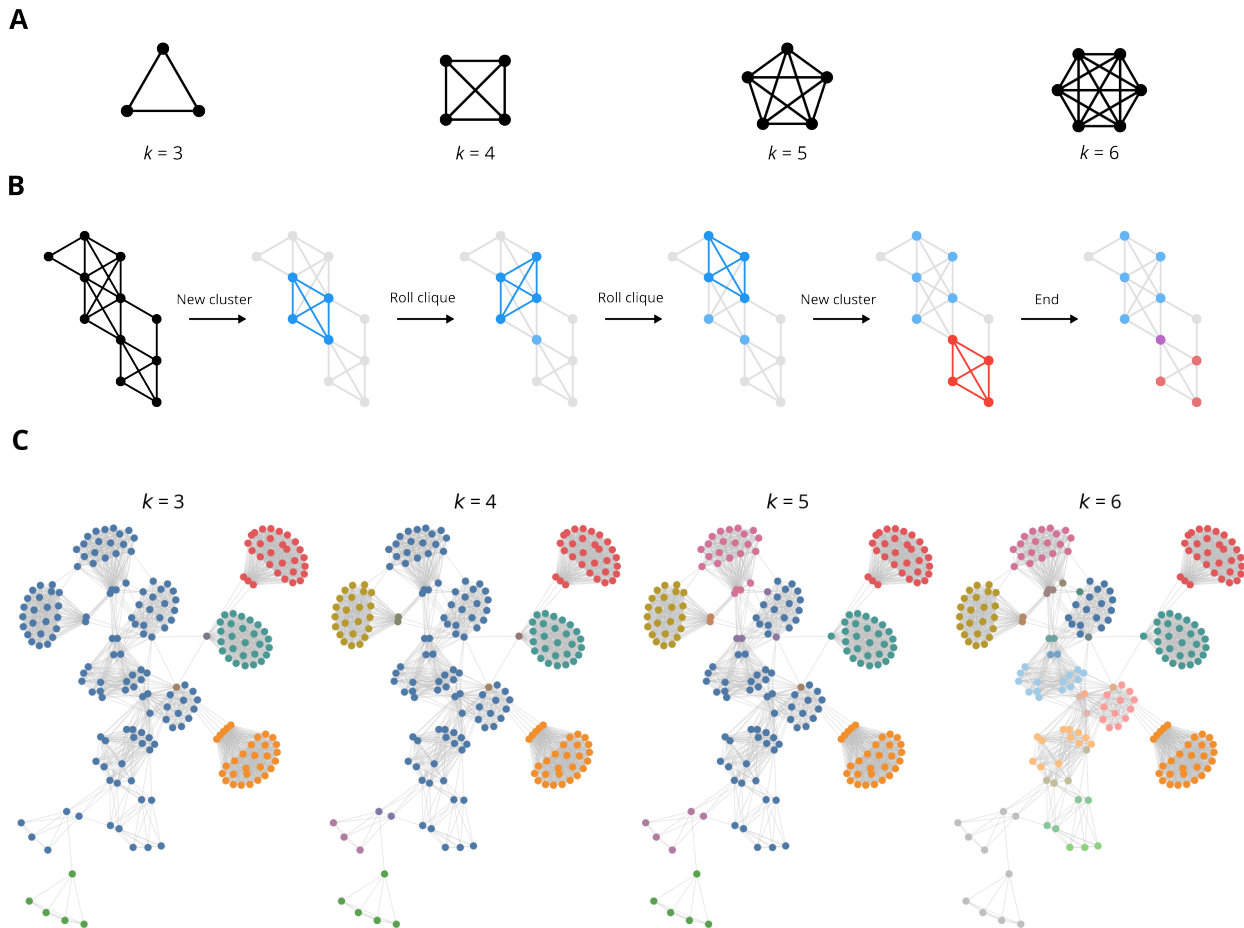 A
k = 3
k = 4
k = 5
k = 6
B
New cluster
Roll clique
Roll clique
New cluster
End
C
k = 3
k = 4
k = 5
k = 6